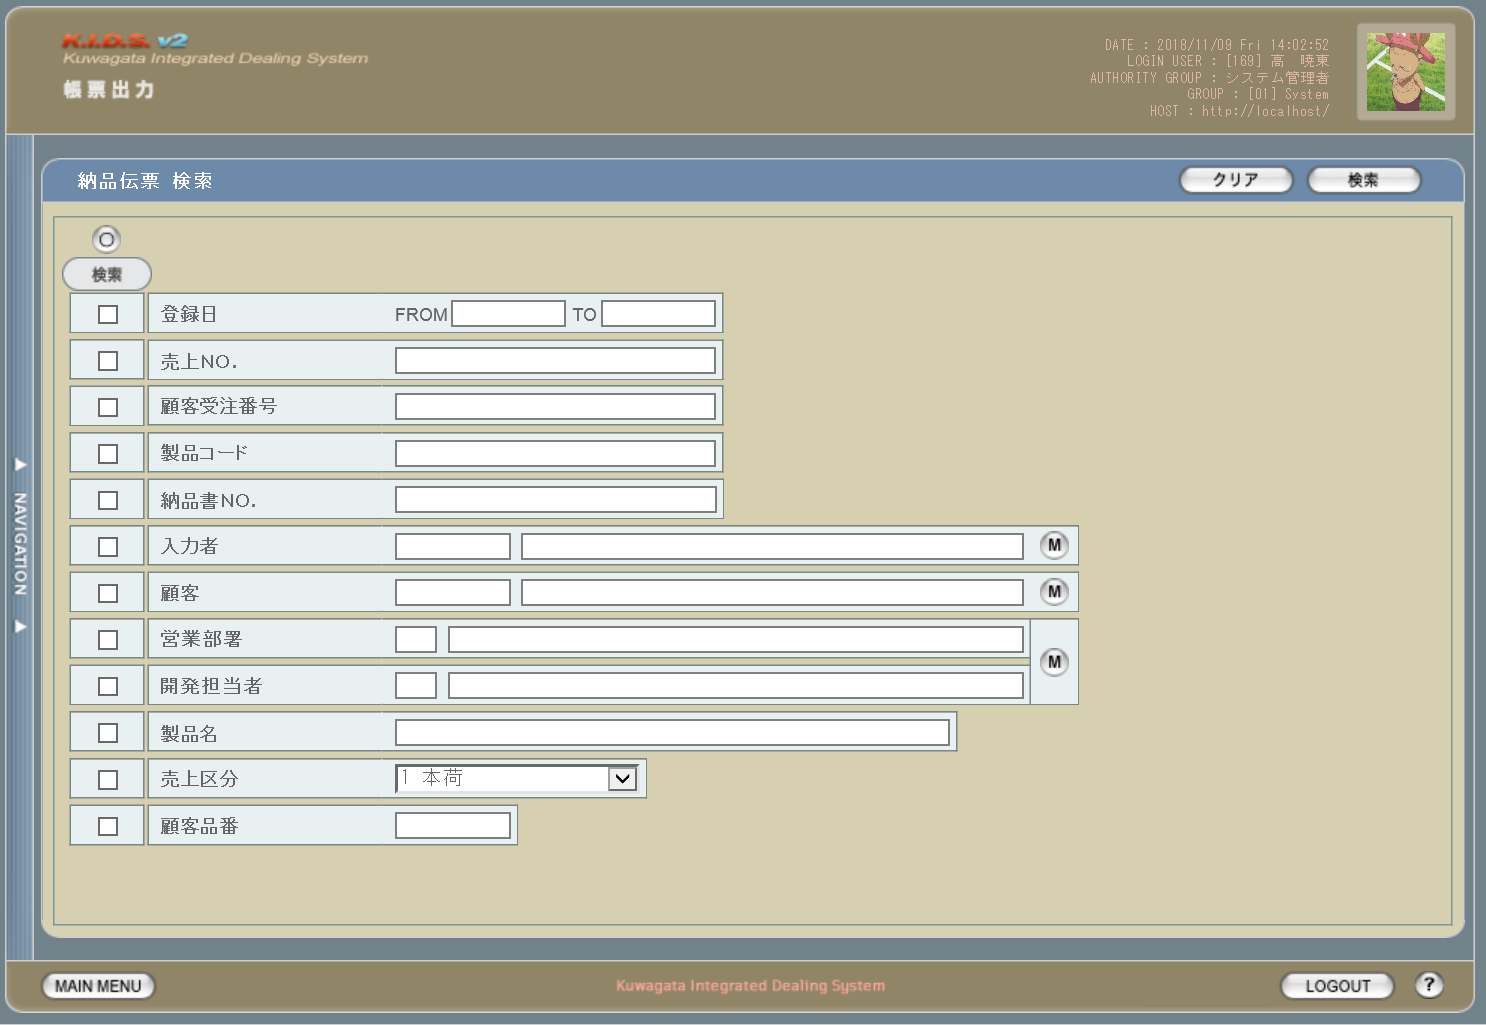 K.I.D.S. v2
Kuwagata Integrated Dealing System
帳票出力
DATE : 2018/11/09 Fri 14:02:52
LOGIN USER : [169] 高　暁東
AUTHORITY GROUP : システム管理者
GROUP : [01] System
HOST : http://localhost/
納品伝票 検索
クリア
検索
検索
登録日 FROM TO
売上NO.
顧客受注番号
製品コード
納品書NO.
入力者 M
顧客 M
営業部署
M
開発担当者
製品名
売上区分 1 本荷
顧客品番
NAVIGATION
MAIN MENU
Kuwagata Integrated Dealing System
LOGOUT
?